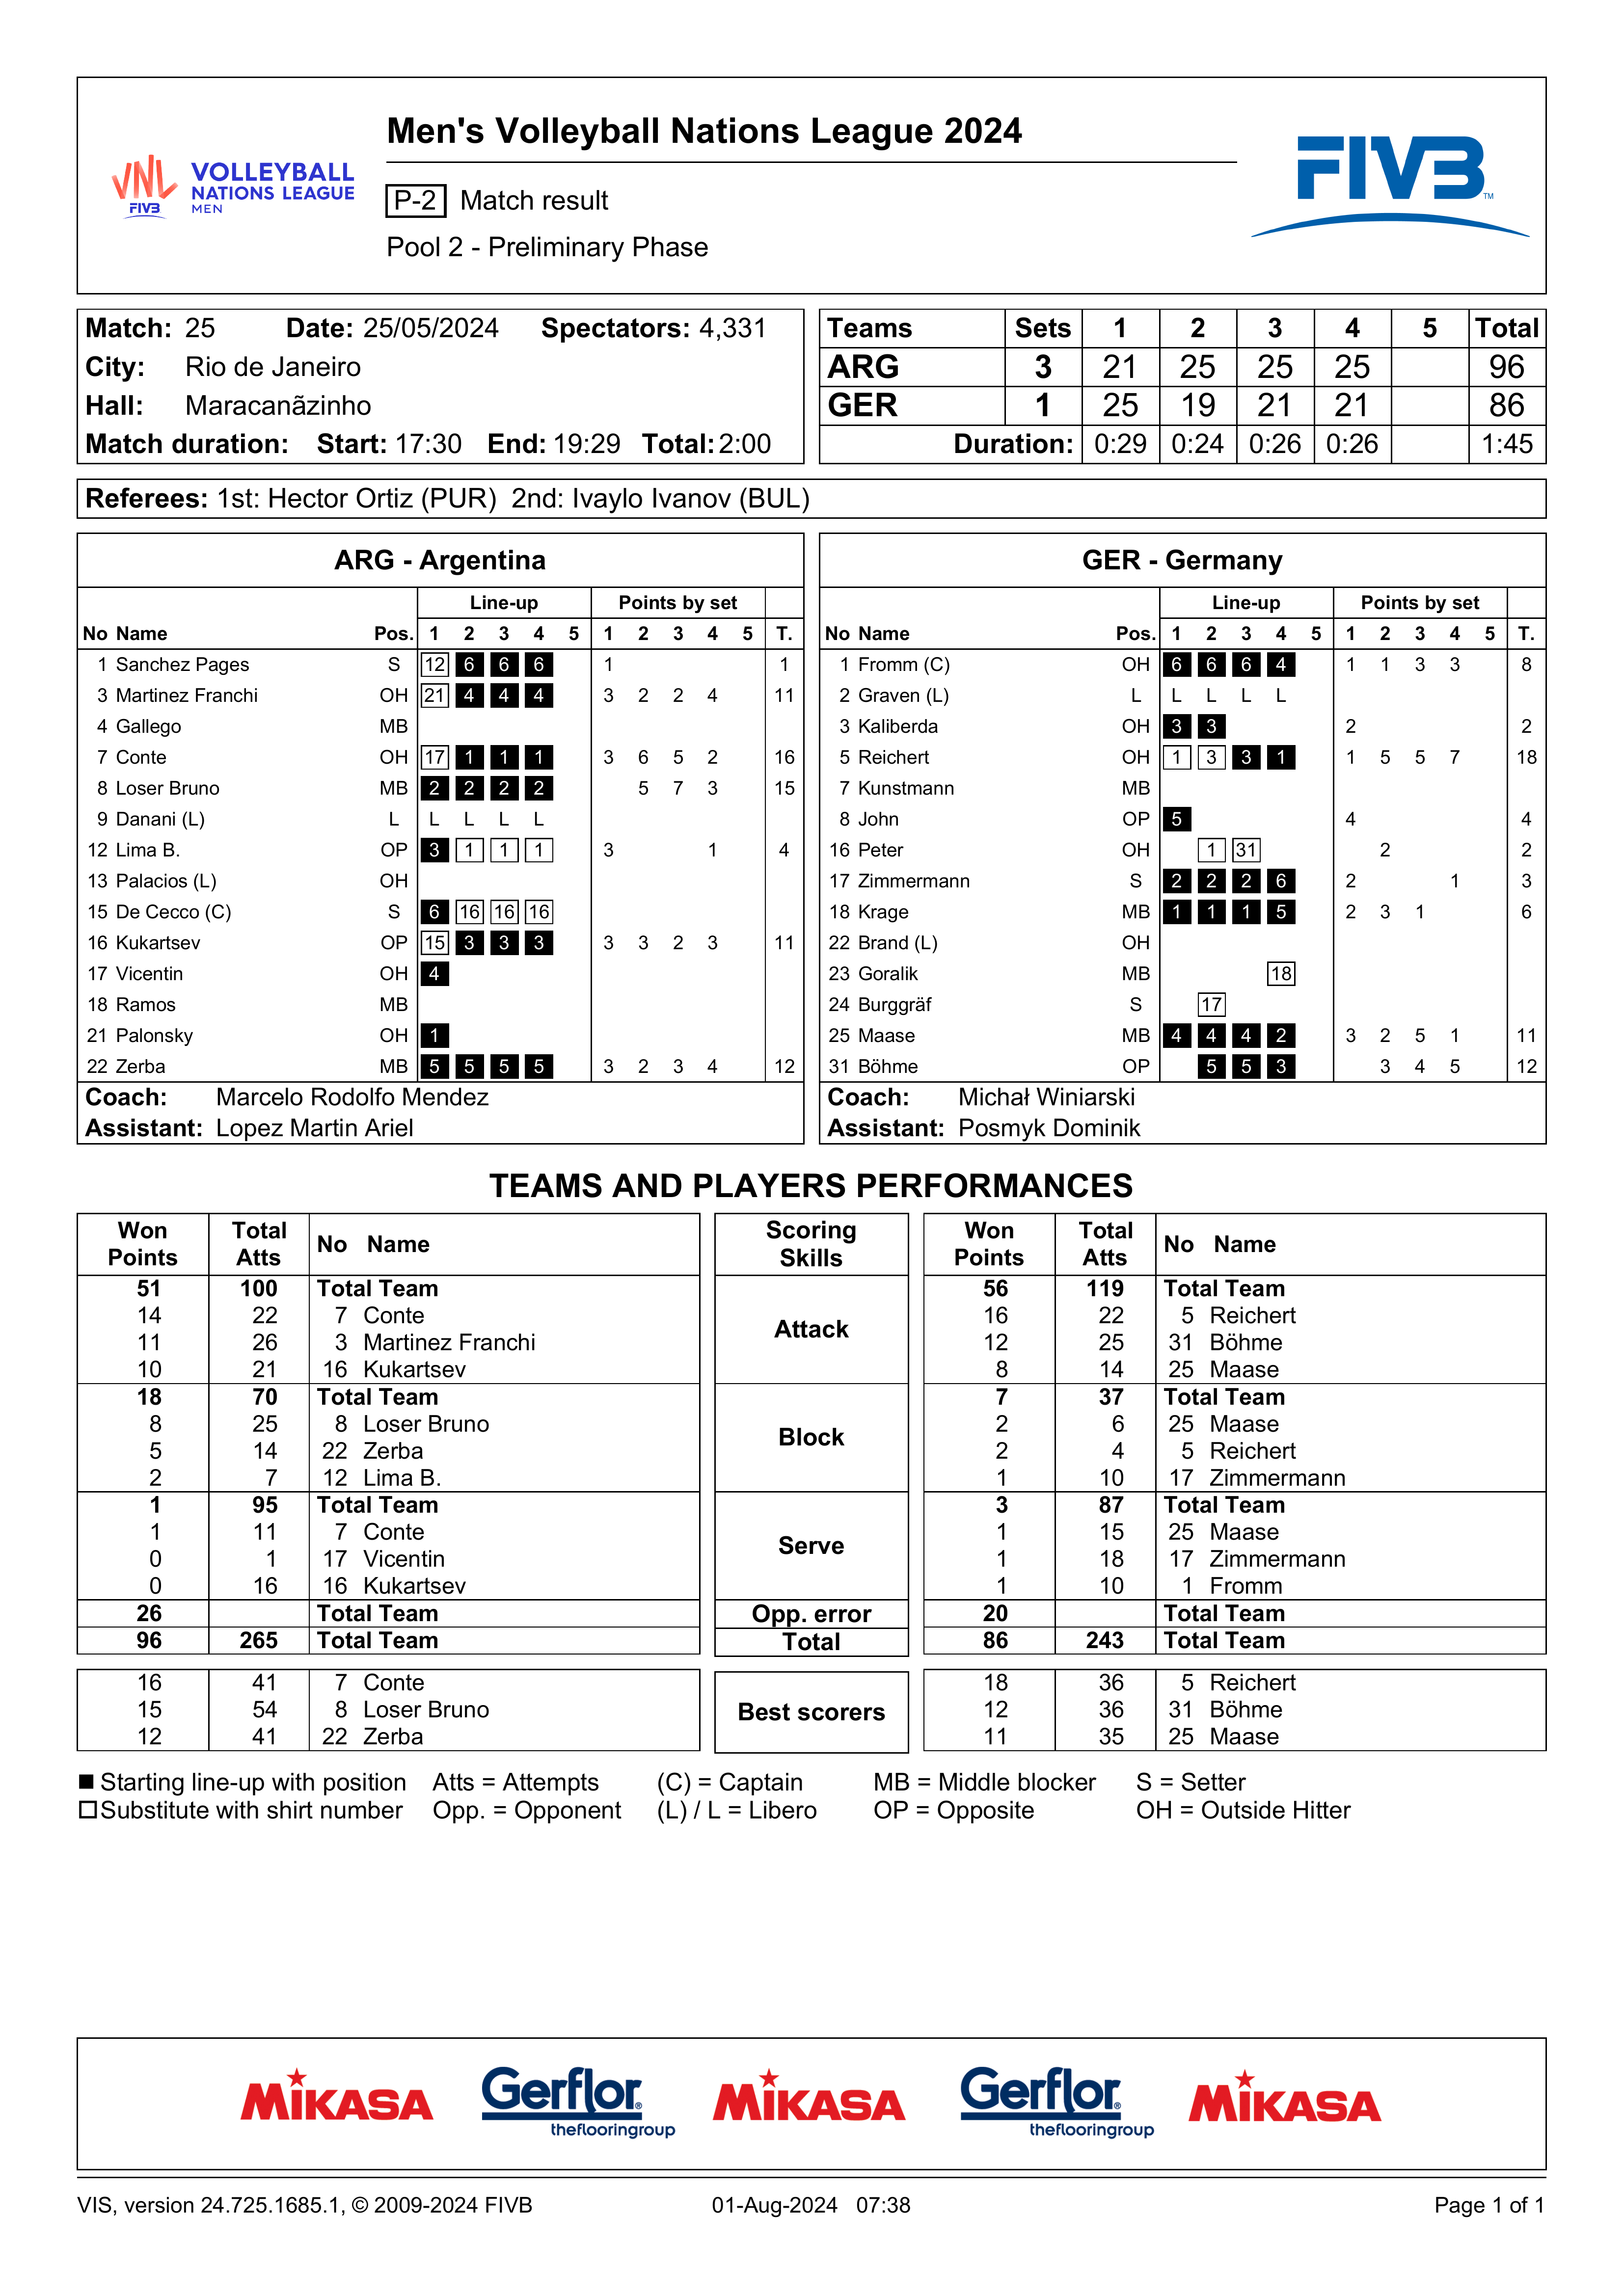 VNL
FIVB
VOLLEYBALL
NATIONS LEAGUE
MEN
Men's Volleyball Nations League 2024
P-2 Match result
Pool 2 - Preliminary Phase
FIVB TM
Match: 25 Date: 25/05/2024 Spectators: 4,331
City: Rio de Janeiro
Hall: Maracanãzinho
Match duration: Start: 17:30 End: 19:29 Total: 2:00
Teams Sets 1 2 3 4 5 Total
ARG 3 21 25 25 25 96
GER 1 25 19 21 21 86
Duration: 0:29 0:24 0:26 0:26 1:45
Referees: 1st: Hector Ortiz (PUR) 2nd: Ivaylo Ivanov (BUL)
ARG - Argentina
Line-up Points by set
No Name Pos. 1 2 3 4 5 1 2 3 4 5 T.
1 Sanchez Pages S 12 6 6 6 1 1
3 Martinez Franchi OH 21 4 4 4 3 2 2 4 11
4 Gallego MB
7 Conte OH 17 1 1 1 3 6 5 2 16
8 Loser Bruno MB 2 2 2 2 5 7 3 15
9 Danani (L) L L L L L
12 Lima B. OP 3 1 1 1 3 1 4
13 Palacios (L) OH
15 De Cecco (C) S 6 16 16 16
16 Kukartsev OP 15 3 3 3 3 3 2 3 11
17 Vicentin OH 4
18 Ramos MB
21 Palonsky OH 1
22 Zerba MB 5 5 5 5 3 2 3 4 12
Coach: Marcelo Rodolfo Mendez
Assistant: Lopez Martin Ariel
GER - Germany
Line-up Points by set
No Name Pos. 1 2 3 4 5 1 2 3 4 5 T.
1 Fromm (C) OH 6 6 6 4 1 1 3 3 8
2 Graven (L) L L L L L
3 Kaliberda OH 3 3 2 2
5 Reichert OH 1 3 3 1 1 5 5 7 18
7 Kunstmann MB
8 John OP 5 4 4
16 Peter OH 1 31 2 2
17 Zimmermann S 2 2 2 6 2 1 3
18 Krage MB 1 1 1 5 2 3 1 6
22 Brand (L) OH
23 Goralik MB 18
24 Burggräf S 17
25 Maase MB 4 4 4 2 3 2 5 1 11
31 Böhme OP 5 5 3 3 4 5 12
Coach: Michał Winiarski
Assistant: Posmyk Dominik
TEAMS AND PLAYERS PERFORMANCES
Won Points Total Atts No Name Scoring Skills Won Points Total Atts No Name
51 100 Total Team Attack 56 119 Total Team
14 22 7 Conte 16 22 5 Reichert
11 26 3 Martinez Franchi 12 25 31 Böhme
10 21 16 Kukartsev 8 14 25 Maase
18 70 Total Team Block 7 37 Total Team
8 25 8 Loser Bruno 2 6 25 Maase
5 14 22 Zerba 2 4 5 Reichert
2 7 12 Lima B. 1 10 17 Zimmermann
1 95 Total Team Serve 3 87 Total Team
1 11 7 Conte 1 15 25 Maase
0 1 17 Vicentin 1 18 17 Zimmermann
0 16 16 Kukartsev 1 10 1 Fromm
26 Total Team Opp. error 20 Total Team
96 265 Total Team Total 86 243 Total Team
16 41 7 Conte Best scorers 18 36 5 Reichert
15 54 8 Loser Bruno 12 36 31 Böhme
12 41 22 Zerba 11 35 25 Maase
Starting line-up with position Atts = Attempts (C) = Captain MB = Middle blocker S = Setter
Substitute with shirt number Opp. = Opponent (L) / L = Libero OP = Opposite OH = Outside Hitter
MIKASA Gerflor® theflooringgroup MIKASA Gerflor® theflooringgroup MIKASA
VIS, version 24.725.1685.1, © 2009-2024 FIVB 01-Aug-2024 07:38 Page 1 of 1